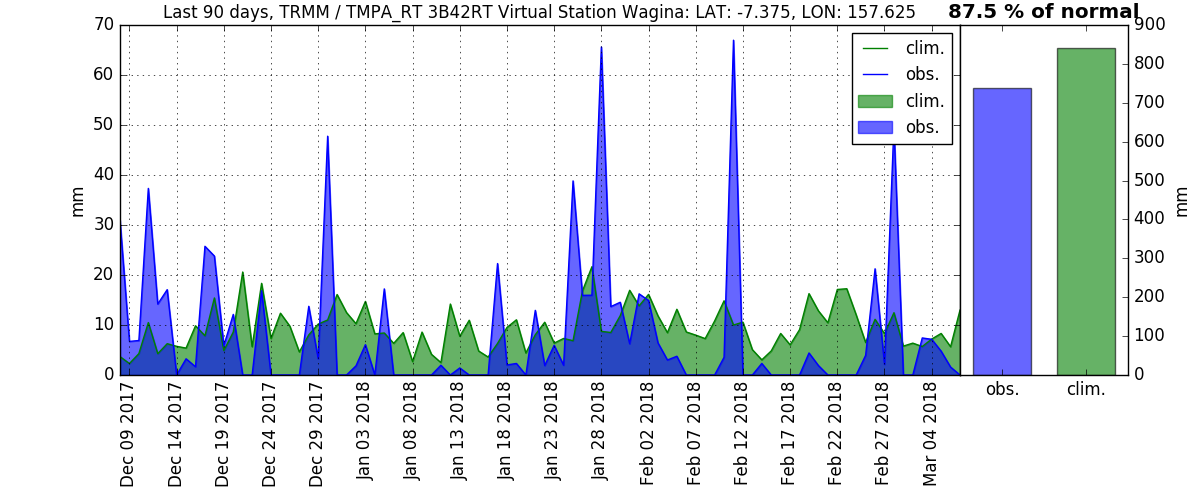 Last 90 days, TRMM / TMPA_RT 3B42RT Virtual Station Wagina: LAT: -7.375, LON: 157.625
87.5 % of normal
70
60
50
40
30
20
10
0
mm
clim.
obs.
clim.
obs.
Dec 09 2017
Dec 14 2017
Dec 19 2017
Dec 24 2017
Dec 29 2017
Jan 03 2018
Jan 08 2018
Jan 13 2018
Jan 18 2018
Jan 23 2018
Jan 28 2018
Feb 02 2018
Feb 07 2018
Feb 12 2018
Feb 17 2018
Feb 22 2018
Feb 27 2018
Mar 04 2018
900
800
700
600
500
400
300
200
100
0
mm
obs.
clim.